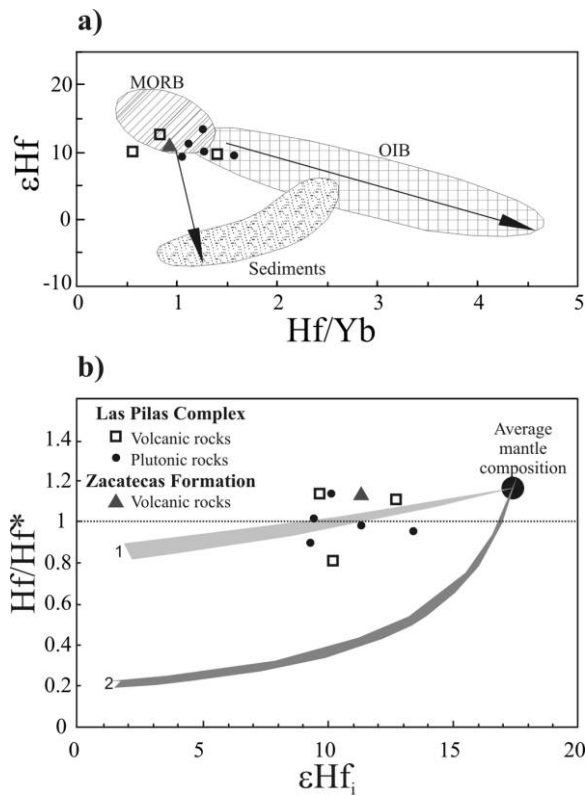 a)
25
20
10
0
-10
εHf
MORB
OIB
Sediments
0
1
2
3
4
5
Hf/Yb
b)
Las Pilas Complex
Volcanic rocks
Plutonic rocks
Zacatecas Formation
Volcanic rocks
Average
mantle
composition
1.4
1.2
1
0.8
0.6
0.4
0.2
0
Hf/Hf*
1
2
0
5
10
15
20
εHfi